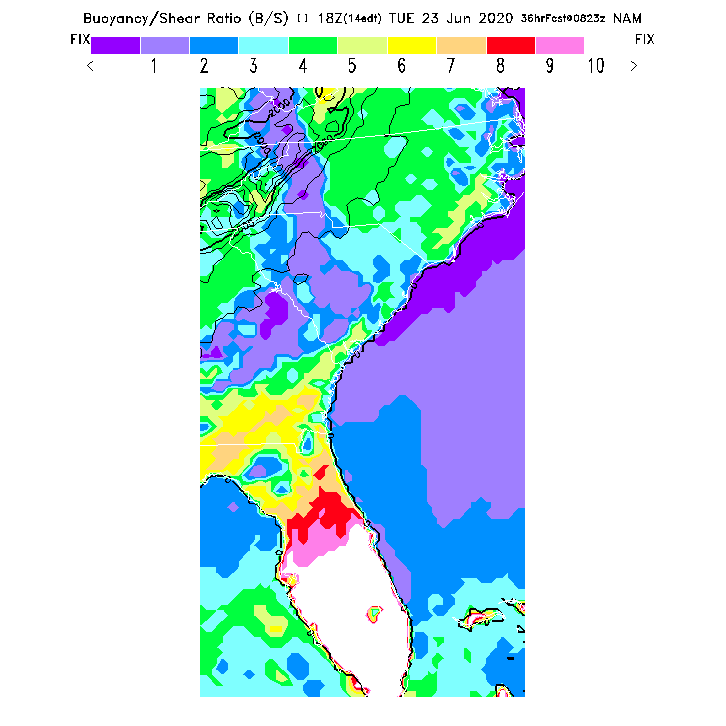 Buoyancy/Shear Ratio (B/S) [] 18Z(14edt) TUE 23 Jun 2020 36hrFcst@0823z NAM
FIX FIX
< 1 2 3 4 5 6 7 8 9 10 >
2000